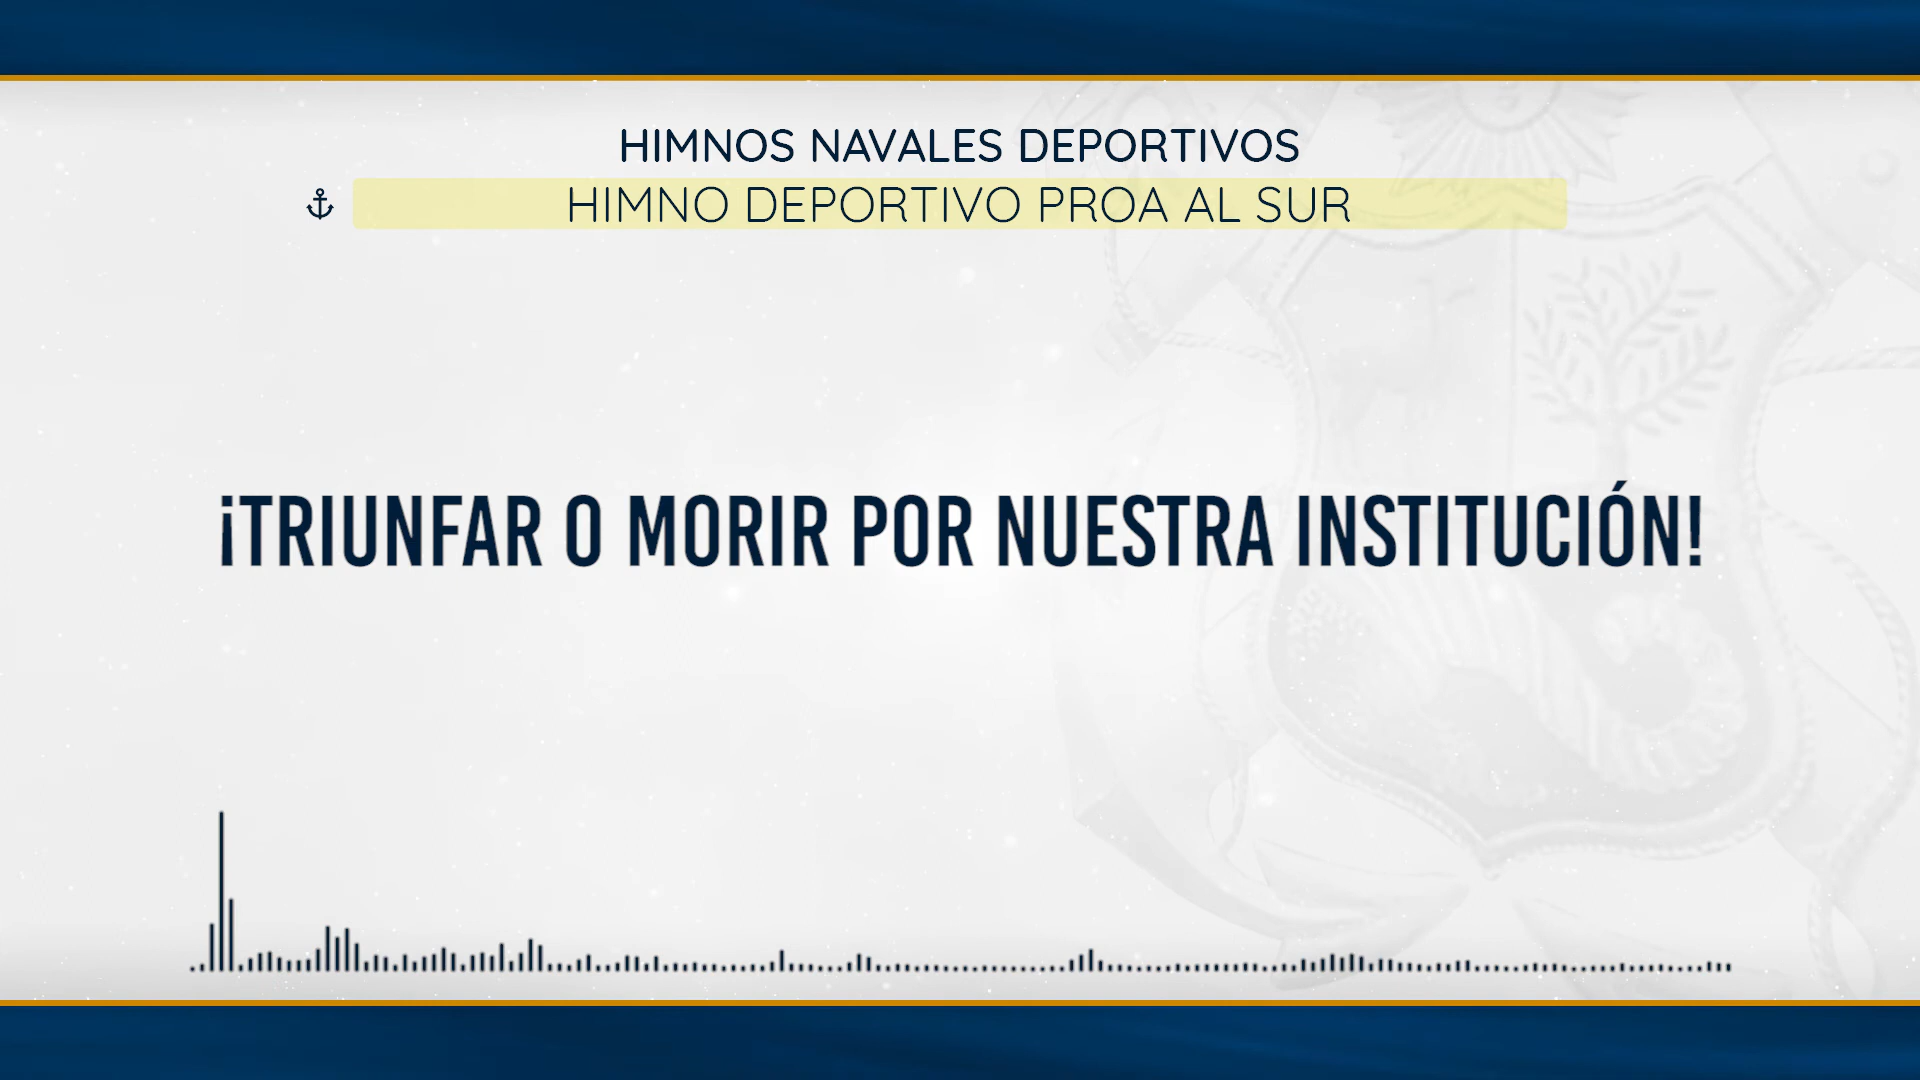 HIMNOS NAVALES DEPORTIVOS
HIMNO DEPORTIVO PROA AL SUR
¡TRIUNFAR O MORIR POR NUESTRA INSTITUCIÓN!